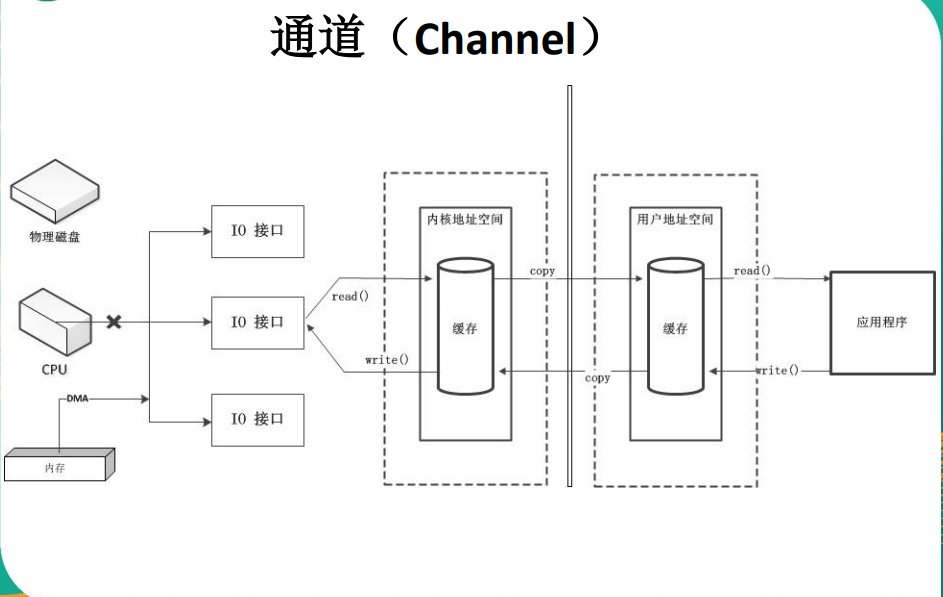 通道（Channel）
物理磁盘
CPU
DMA
内存
IO 接口
IO 接口
IO 接口
read()
write()
内核地址空间
缓存
copy
copy
用户地址空间
缓存
read()
write()
应用程序